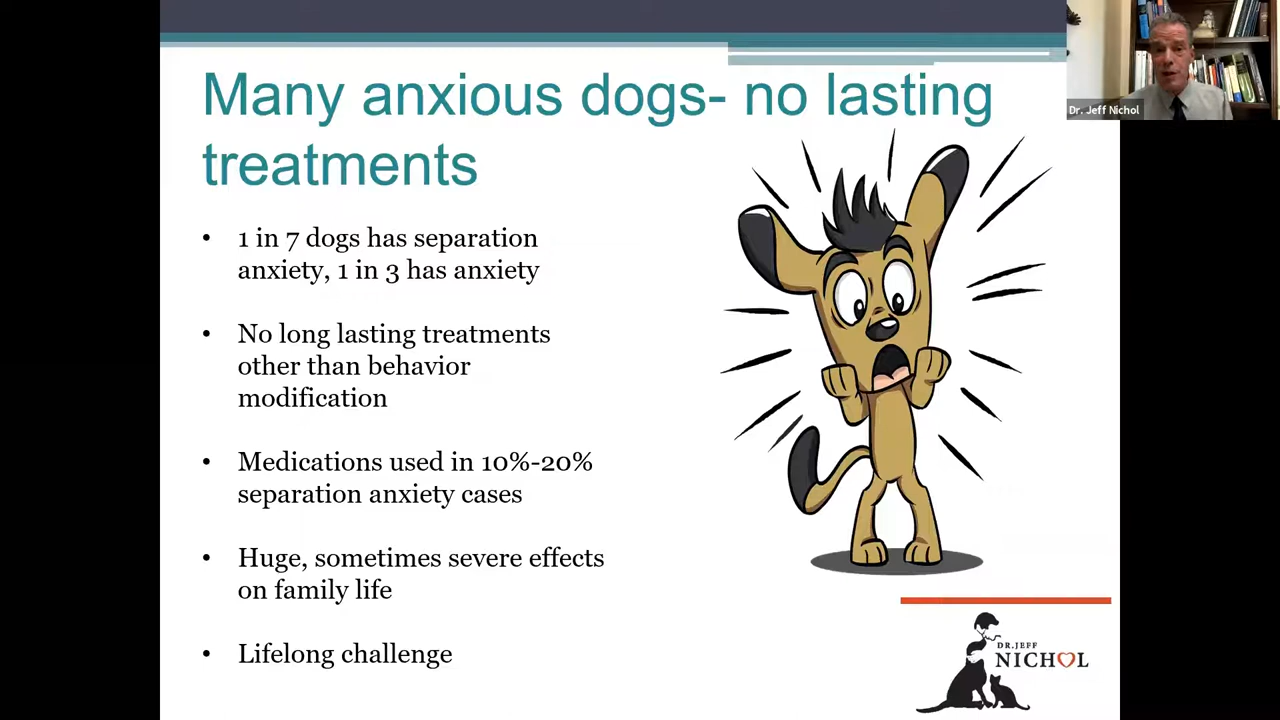 Many anxious dogs- no lasting
treatments
Dr. Jeff Nichol
• 1 in 7 dogs has separation
anxiety, 1 in 3 has anxiety
• No long lasting treatments
other than behavior
modification
• Medications used in 10%-20%
separation anxiety cases
• Huge, sometimes severe effects
on family life
• Lifelong challenge
DR. JEFF
NICHOL